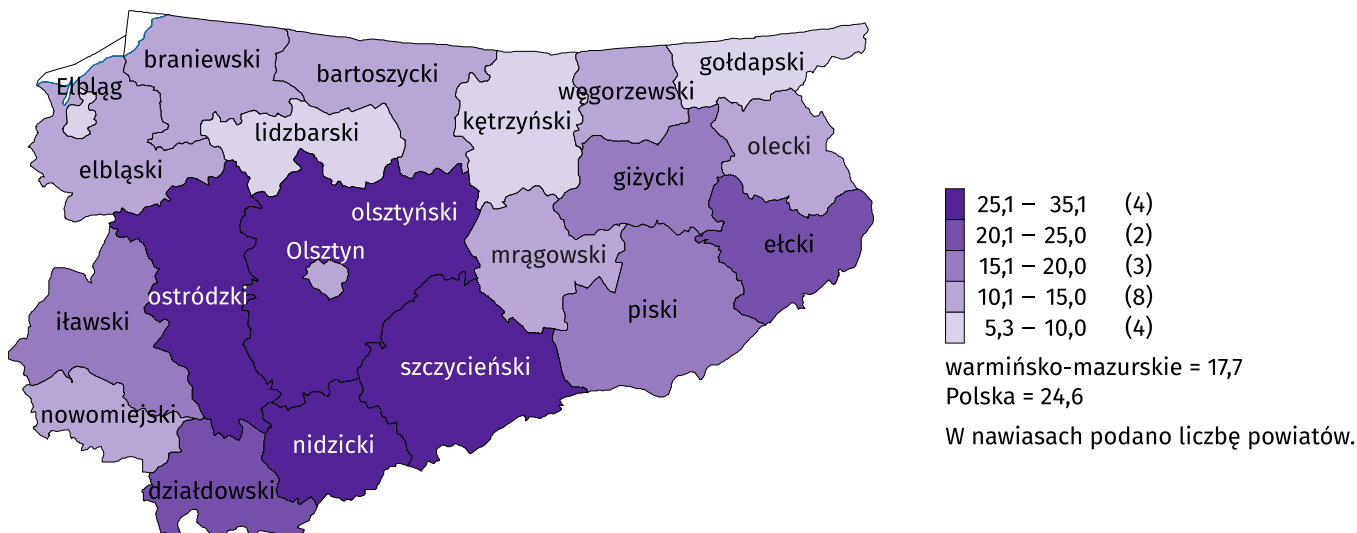 braniewski
bartoszycki
gołdapski
Elbląg
węgorzewski
kętrzyński
lidzbarski
olecki
elbląski
giżycki
olsztyński
ełcki
Olsztyn
mrągowski
ostródzki
iławski
piski
szczycieński
nowomiejski
nidzicki
działdowski
25,1 – 35,1 (4)
20,1 – 25,0 (2)
15,1 – 20,0 (3)
10,1 – 15,0 (8)
5,3 – 10,0 (4)
warmińsko-mazurskie = 17,7
Polska = 24,6
W nawiasach podano liczbę powiatów.